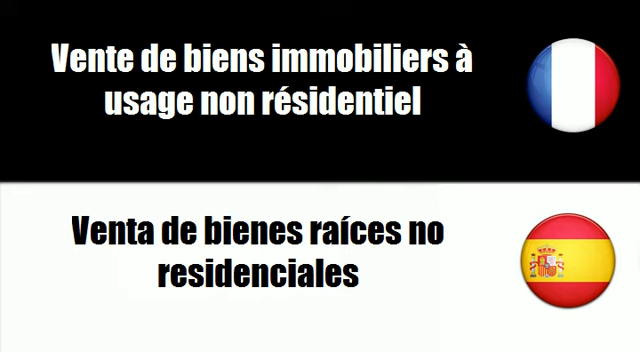 Vente de biens immobiliers à
usage non résidentiel
Venta de bienes raíces no
residenciales